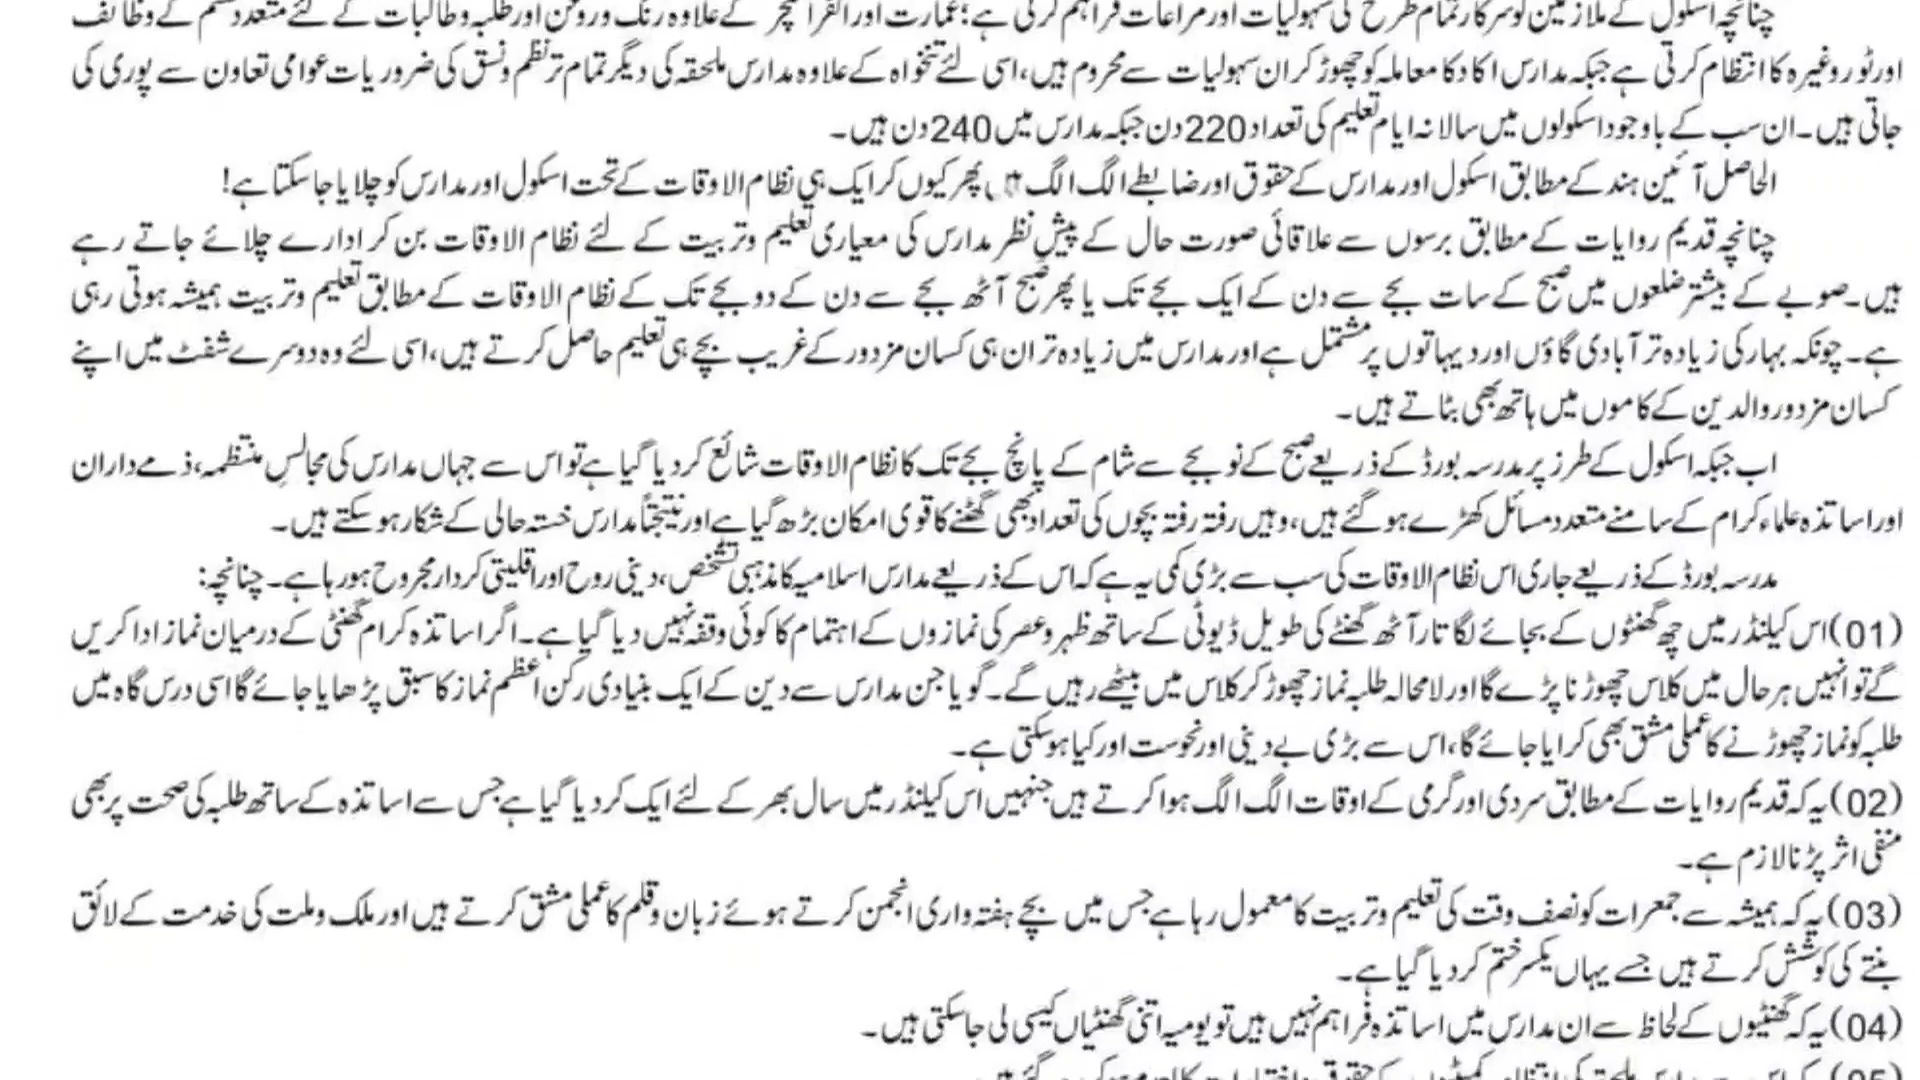 چنانچہ اسکول کے ملازمین کو سرکار تمام طرح کی سہولیات اور مراعات فراہم کرتی ہے؛ عمارت اور انفراسٹرکچر کے علاوہ رنگ وروغن اور طلبہ وطالبات کے لئے متعدد قسم کے وظائف
اور ٹور وغیرہ کا انتظام کرتی ہے جبکہ مدارس اکا دکا معاملہ کو چھوڑ کر ان سہولیات سے محروم ہیں، اسی لئے تنخواہ کے علاوہ مدارس ملحقہ کی دیگر تمام تر نظم ونسق کی ضروریات عوامی تعاون سے پوری کی
جاتی ہیں۔ ان سب کے باوجود اسکولوں میں سالانہ ایام تعلیم کی تعداد 220 دن جبکہ مدارس میں 240 دن ہیں۔
الحاصل آئین ہند کے مطابق اسکول اور مدارس کے حقوق اور ضابطے الگ الگ ہیں پھر کیوں کر ایک ہی نظام الاوقات کے تحت اسکول اور مدارس کو چلایا جاسکتا ہے!
چنانچہ قدیم روایات کے مطابق برسوں سے علاقائی صورت حال کے پیشِ نظر مدارس کی معیاری تعلیم وتربیت کے لئے نظام الاوقات بن کر ادارے چلائے جاتے رہے
ہیں۔ صوبے کے بیشتر ضلعوں میں صبح کے سات بجے سے دن کے ایک بجے تک یا پھر صبح آٹھ بجے سے دن کے دو بجے تک کے نظام الاوقات کے مطابق تعلیم وتربیت ہمیشہ ہوتی رہی
ہے۔ چونکہ بہار کی زیادہ تر آبادی گاؤں اور دیہاتوں پر مشتمل ہے اور مدارس میں زیادہ تر ان ہی کسان مزدور کے غریب بچے ہی تعلیم حاصل کرتے ہیں، اسی لئے وہ دوسرے شفٹ میں اپنے
کسان مزدور والدین کے کاموں میں ہاتھ بھی بٹاتے ہیں۔
اب جبکہ اسکول کے طرز پر مدرسہ بورڈ کے ذریعے صبح کے نو بجے سے شام کے پانچ بجے تک کا نظام الاوقات شائع کردیا گیا ہے تو اس سے جہاں مدارس کی مجالسِ منتظمہ، ذمے داران
اور اساتذہ علماء کرام کے سامنے متعدد مسائل کھڑے ہوگئے ہیں، وہیں رفتہ رفتہ بچوں کی تعداد بھی گھٹنے کا قوی امکان بڑھ گیا ہے اور نتیجتاً مدارس خستہ حالی کے شکار ہوسکتے ہیں۔
مدرسہ بورڈ کے ذریعے جاری اس نظام الاوقات کی سب سے بڑی کمی یہ ہے کہ اس کے ذریعے مدارس اسلامیہ کا مذہبی تشخص، دینی روح اور اقلیتی کردار مجروح ہورہا ہے۔ چنانچہ:
(01) اس کیلنڈر میں چھ گھنٹوں کے بجائے لگا تار آٹھ گھنٹے کی طویل ڈیوٹی کے ساتھ ظہر وعصر کی نمازوں کے اہتمام کا کوئی وقفہ نہیں دیا گیا ہے۔ اگر اساتذہ کرام گھنٹی کے درمیان نماز ادا کریں
گے تو انہیں ہر حال میں کلاس چھوڑنا پڑے گا اور لامحالہ طلبہ نماز چھوڑ کر کلاس میں بیٹھے رہیں گے۔ گویا جن مدارس سے دین کے ایک بنیادی رکن اعظم نماز کا سبق پڑھایا جائے گا اسی درس گاہ میں
طلبہ کو نماز چھوڑنے کا عملی مشق بھی کرایا جائے گا، اس سے بڑی بے دینی اور نحوست اور کیا ہوسکتی ہے۔
(02) یہ کہ قدیم روایات کے مطابق سردی اور گرمی کے اوقات الگ الگ ہوا کرتے ہیں جنہیں اس کیلنڈر میں سال بھر کے لئے ایک کردیا گیا ہے جس سے اساتذہ کے ساتھ طلبہ کی صحت پر بھی
منفی اثر پڑنا لازم ہے۔
(03) یہ کہ ہمیشہ سے جمعرات کو نصف وقت کی تعلیم وتربیت کا معمول رہا ہے جس میں بچے ہفتہ واری انجمن کرتے ہوئے زبان وقلم کا عملی مشق کرتے ہیں اور ملک وملت کی خدمت کے لائق
بننے کی کوشش کرتے ہیں جسے یہاں یکسر ختم کردیا گیا ہے۔
(04) یہ کہ گھنٹیوں کے لحاظ سے ان مدارس میں اساتذہ فراہم نہیں ہیں تو یومیہ اتنی گھنٹیاں کیسی لی جاسکتی ہیں۔